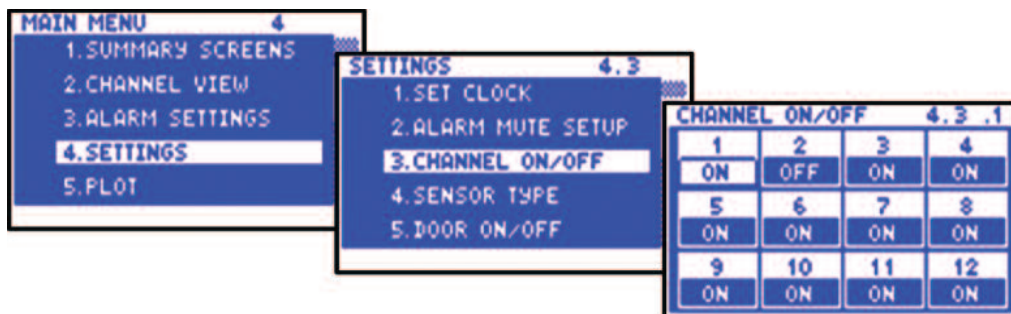 MAIN MENU 4
1.SUMMARY SCREENS
2.CHANNEL VIEW
3.ALARM SETTINGS
4.SETTINGS
5.PLOT
SETTINGS 4.3
1.SET CLOCK
2.ALARM MUTE SETUP
3.CHANNEL ON/OFF
4.SENSOR TYPE
5.DOOR ON/OFF
CHANNEL ON/OFF 4.3 .1
1 2 3 4
ON OFF ON ON
5 6 7 8
ON ON ON ON
9 10 11 12
ON ON ON ON